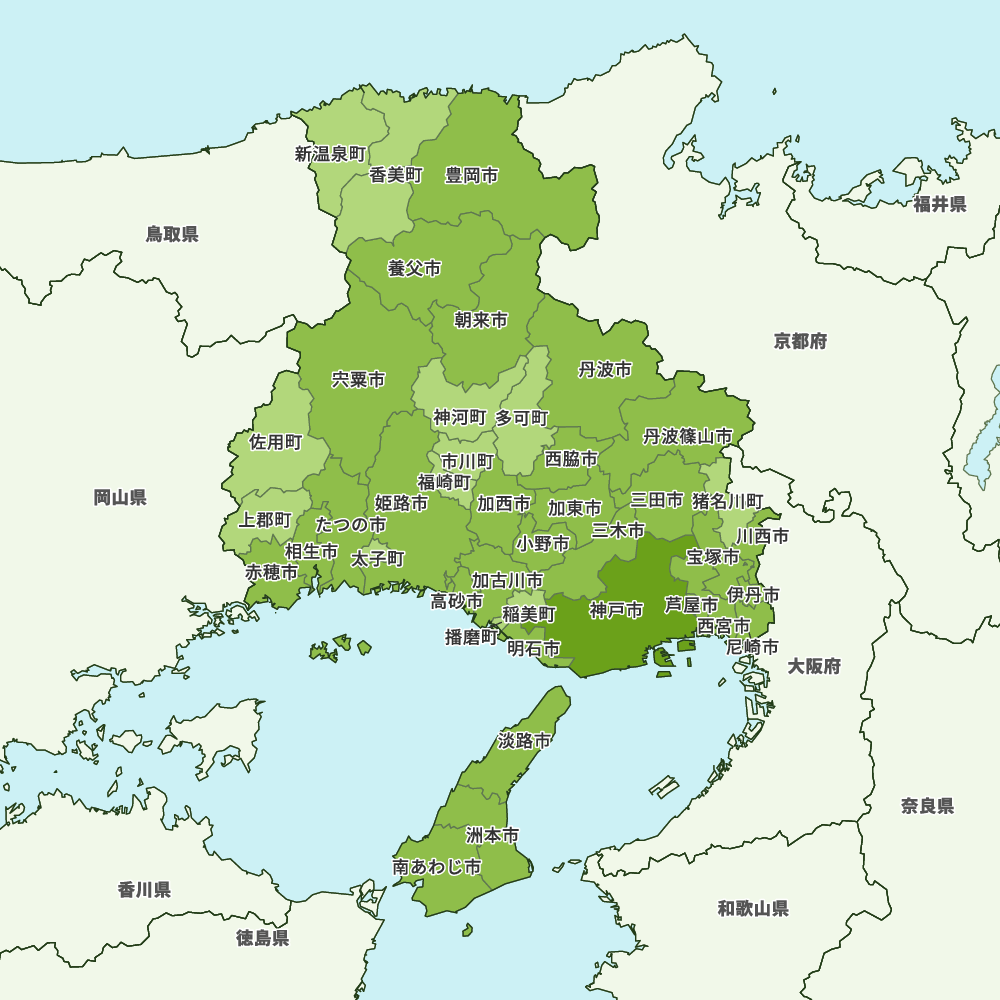 新温泉町
香美町
豊岡市
福井県
鳥取県
養父市
朝来市
京都府
宍粟市
丹波市
神河町
多可町
佐用町
丹波篠山市
市川町
西脇市
福崎町
岡山県
姫路市
加西市
加東市
三田市
猪名川町
上郡町
たつの市
三木市
川西市
小野市
相生市
太子町
宝塚市
赤穂市
加古川市
伊丹市
高砂市
芦屋市
稲美町
神戸市
西宮市
播磨町
明石市
尼崎市
大阪府
淡路市
奈良県
洲本市
南あわじ市
香川県
和歌山県
徳島県